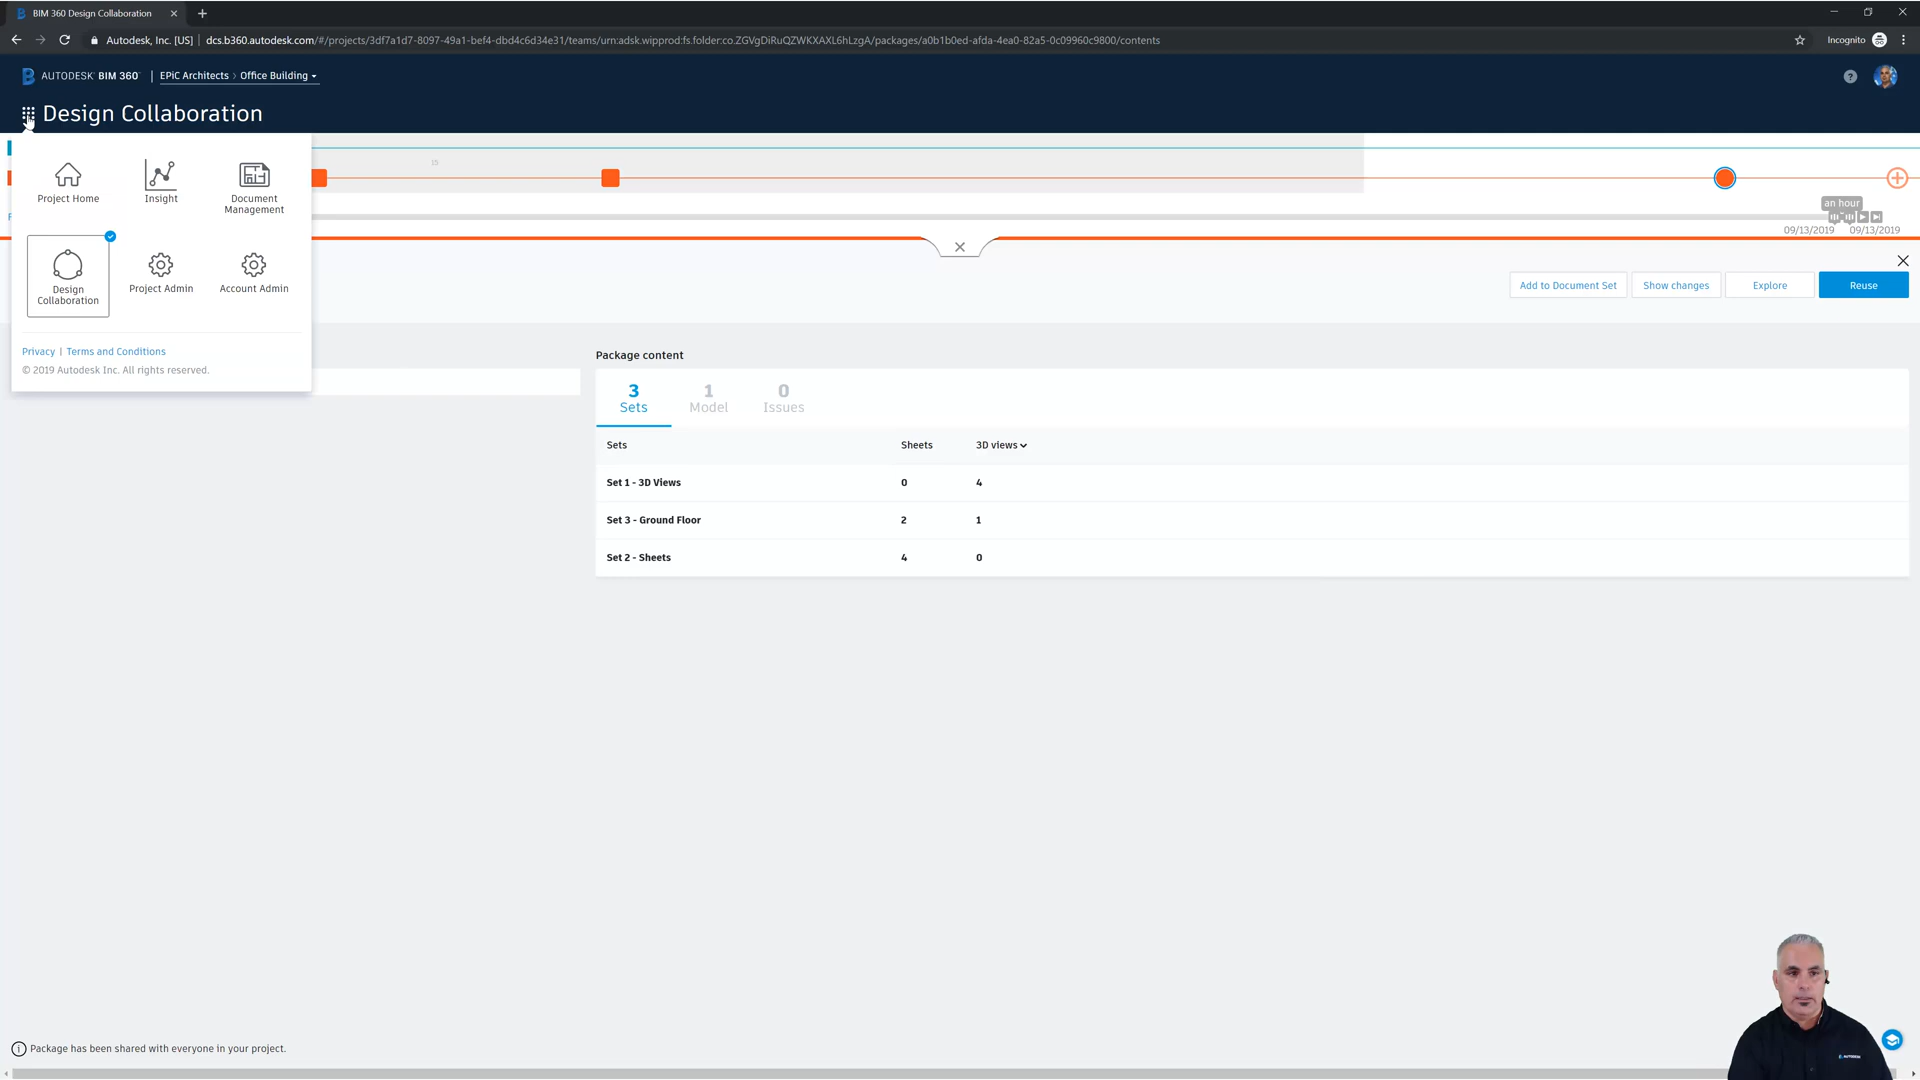 BIM 360 Design Collaboration
Autodesk, Inc. [US] | dcs.b360.autodesk.com/#/projects/3df7a1d7-8097-49a1-bef4-dbd4c6d34e31/teams/urn:adsk.wipprod:fs.folder:co.ZGVgDiRuQZWKXAXL6hLzgA/packages/a0b1b0ed-afda-4ea0-82a5-0c09960c9800/contents
Incognito
AUTODESK® BIM 360™ | EPiC Architects > Office Building
Design Collaboration
15
Project Home
Insight
Document
Management
Design
Collaboration
Project Admin
Account Admin
Privacy | Terms and Conditions
© 2019 Autodesk Inc. All rights reserved.
an hour
09/13/2019 09/13/2019
Add to Document Set
Show changes
Explore
Reuse
Package content
3 1 0
Sets Model Issues
Sets Sheets 3D views
Set 1 - 3D Views 0 4
Set 3 - Ground Floor 2 1
Set 2 - Sheets 4 0
Package has been shared with everyone in your project.
AUTODESK